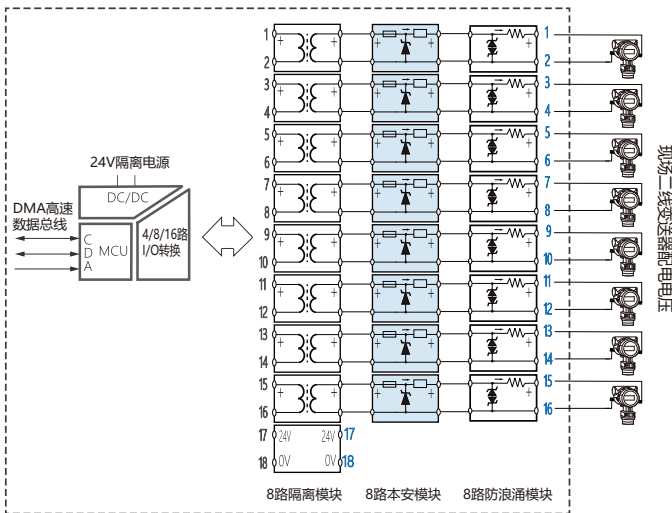 24V隔离电源
DC/DC
DMA高速
数据总线
C
D
A
MCU
4/8/16路
I/O转换
1 + + + 1
2 2
3 + + + 3
4 4
5 + + + 5
6 6
7 + + + 7
8 8
9 + + + 9
10 10
11 + + + 11
12 12
13 + + + 13
14 14
15 + + + 15
16 16
17 24V 24V 17
18 0V 0V 18
8路隔离模块 8路本安模块 8路防浪涌模块
现场二线变送器配电电压